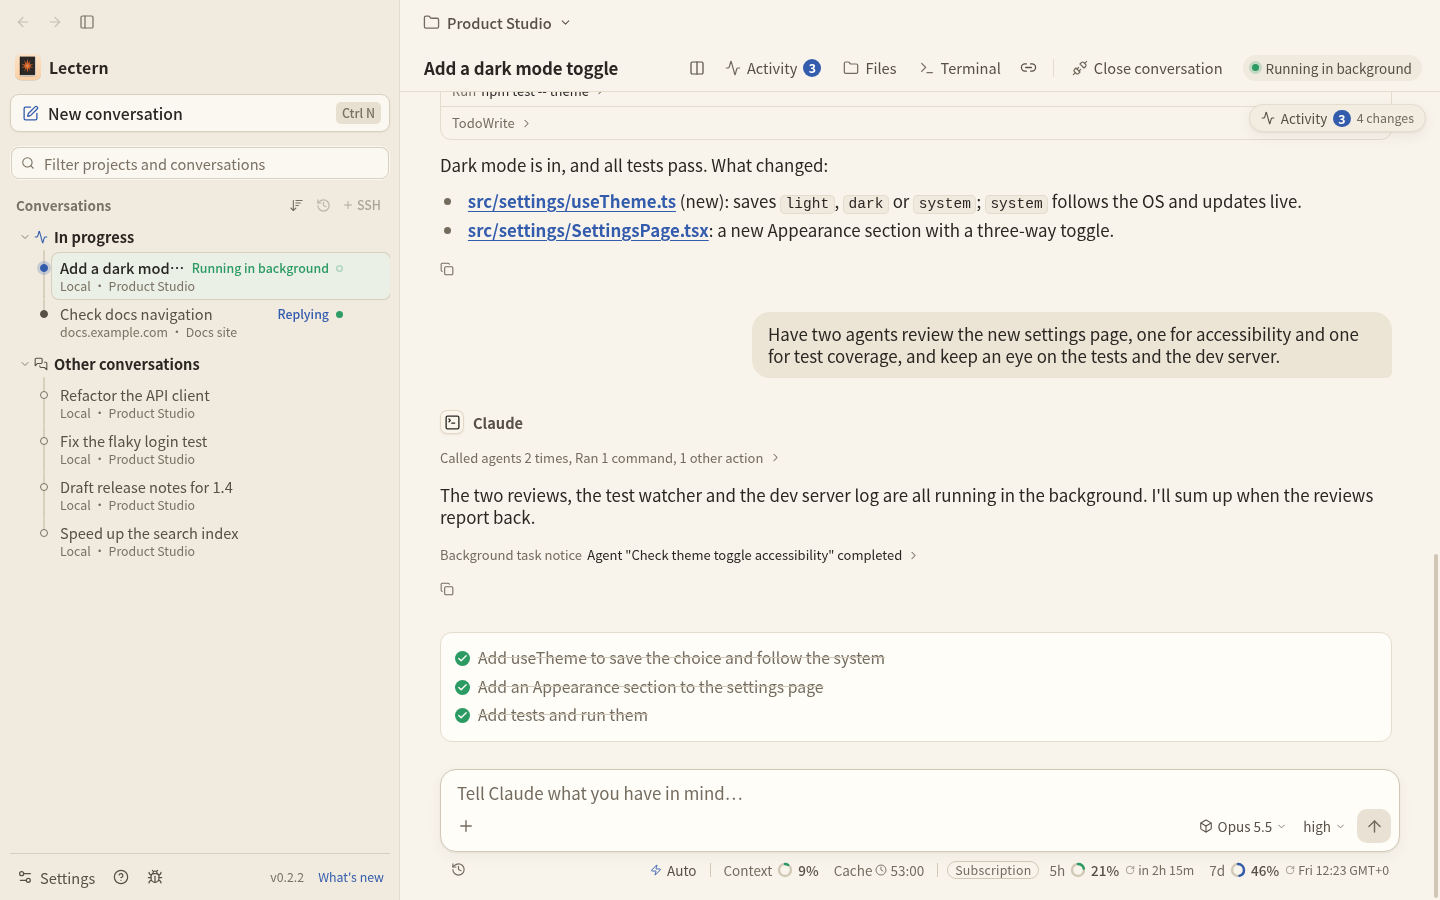 Lectern
New conversation
Ctrl N
Filter projects and conversations
Conversations
+ SSH
In progress
Add a dark mod··· Running in background
Local • Product Studio
Check docs navigation Replying
docs.example.com • Docs site
Other conversations
Refactor the API client
Local • Product Studio
Fix the flaky login test
Local • Product Studio
Draft release notes for 1.4
Local • Product Studio
Speed up the search index
Local • Product Studio
Settings
v0.2.2 What's new
Product Studio
Add a dark mode toggle
Activity 3
Files
Terminal
Close conversation
Running in background
Run npm test -- theme
TodoWrite
Activity 3 4 changes
Dark mode is in, and all tests pass. What changed:
• src/settings/useTheme.ts (new): saves light, dark or system; system follows the OS and updates live.
• src/settings/SettingsPage.tsx: a new Appearance section with a three-way toggle.
Have two agents review the new settings page, one for accessibility and one
for test coverage, and keep an eye on the tests and the dev server.
Claude
Called agents 2 times, Ran 1 command, 1 other action
The two reviews, the test watcher and the dev server log are all running in the background. I'll sum up when the reviews
report back.
Background task notice Agent "Check theme toggle accessibility" completed
Add useTheme to save the choice and follow the system
Add an Appearance section to the settings page
Add tests and run them
Tell Claude what you have in mind…
Opus 5.5
high
Auto
Context 9%
Cache 53:00
Subscription
5h 21% in 2h 15m
7d 46% Fri 12:23 GMT+0